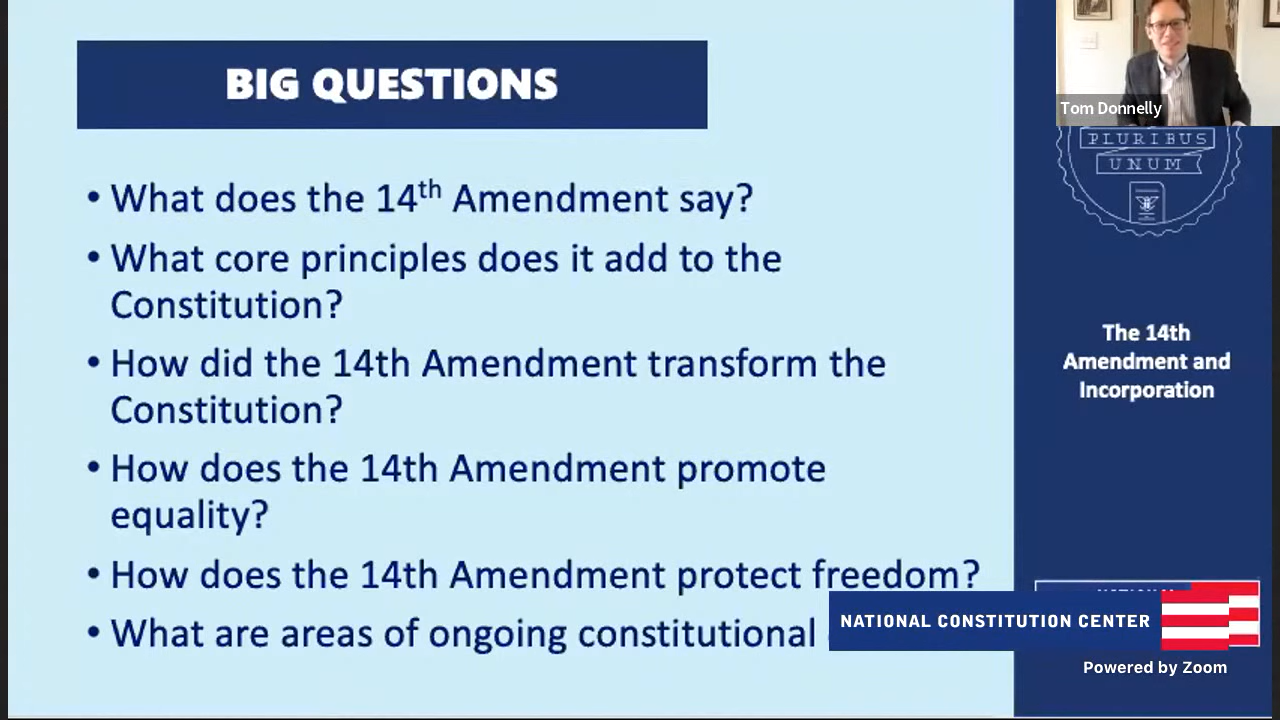 BIG QUESTIONS
• What does the 14th Amendment say?
• What core principles does it add to the
Constitution?
• How did the 14th Amendment transform the
Constitution?
• How does the 14th Amendment promote
equality?
• How does the 14th Amendment protect freedom?
• What are areas of ongoing constitutional
Tom Donnelly
PLURIBUS
UNUM
The 14th
Amendment and
Incorporation
NATIONAL CONSTITUTION CENTER
Powered by Zoom